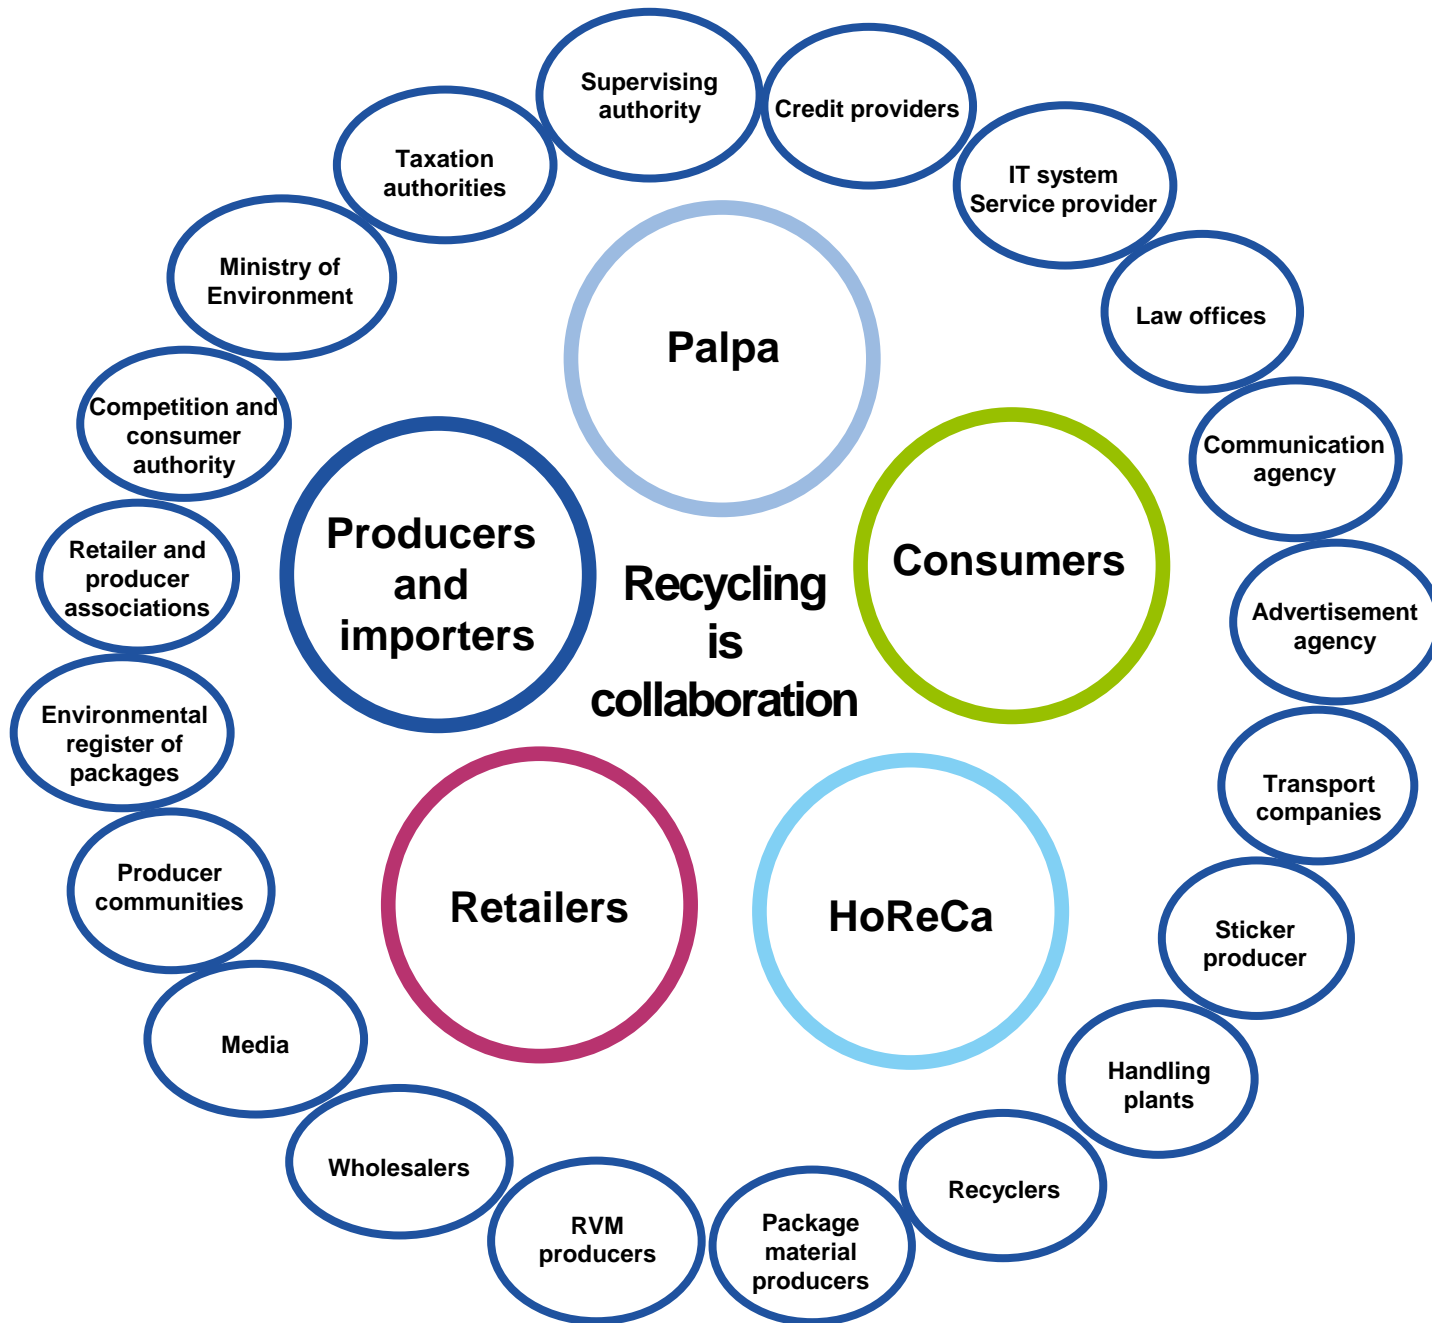 Supervising
authority
Credit providers
IT system
Service provider
Law offices
Communication
agency
Advertisement
agency
Transport
companies
Sticker
producer
Handling
plants
Recyclers
Package
material
producers
RVM
producers
Wholesalers
Media
Producer
communities
Environmental
register of
packages
Retailer and
producer
associations
Competition and
consumer
authority
Ministry of
Environment
Taxation
authorities
Palpa
Consumers
HoReCa
Retailers
Producers
and
importers
Recycling
is
collaboration